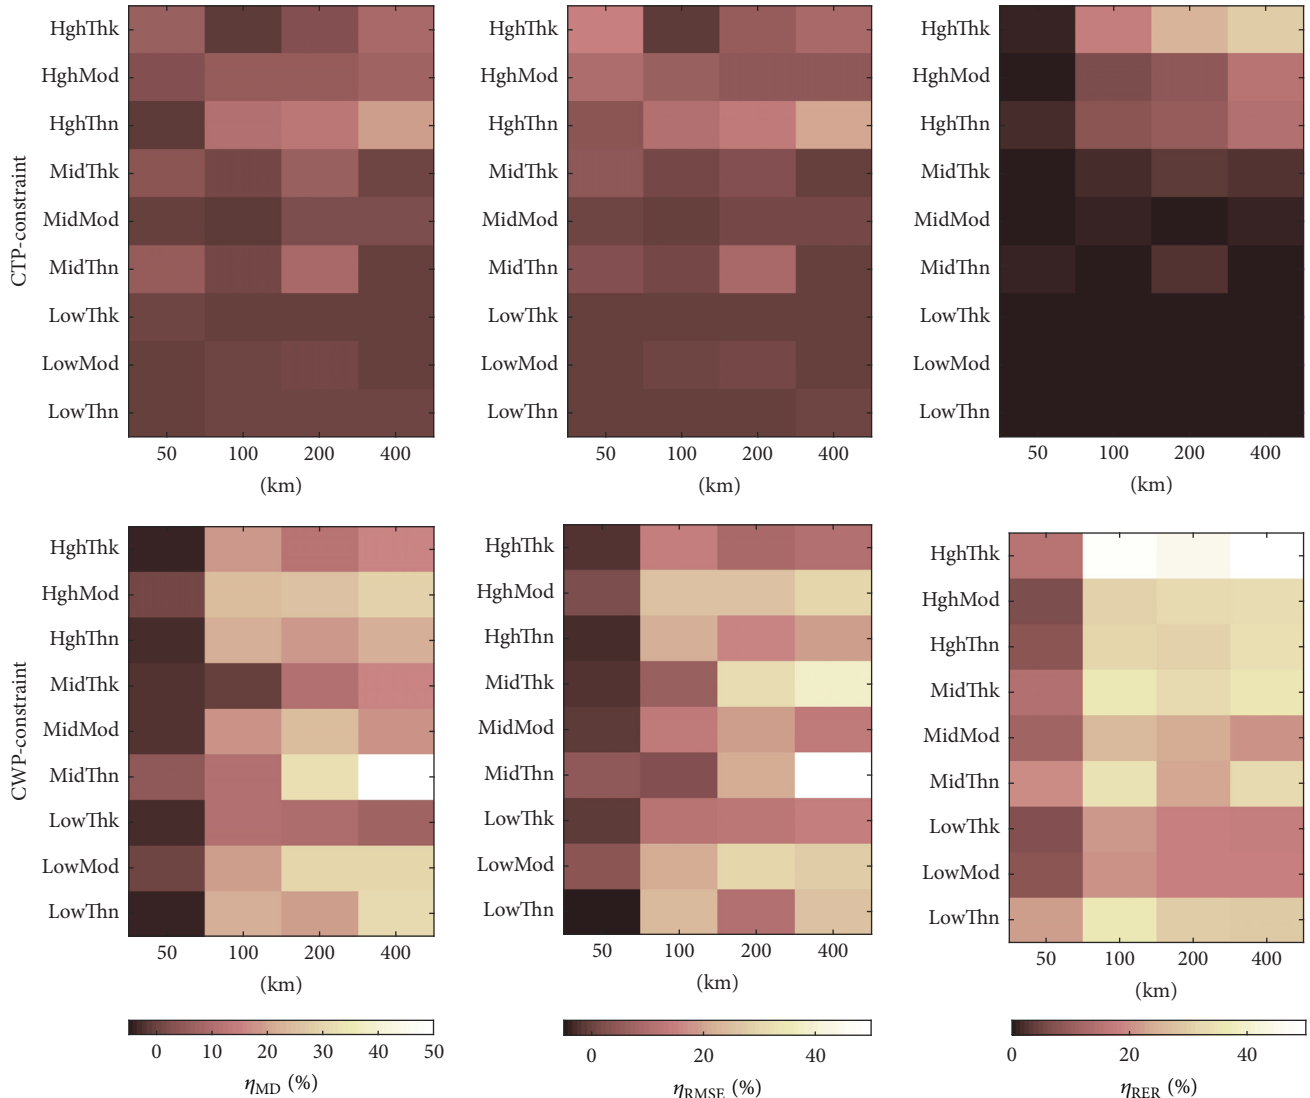 CTP-constraint
HghThk
HghMod
HghThn
MidThk
MidMod
MidThn
LowThk
LowMod
LowThn
50 100 200 400
(km)
HghThk
HghMod
HghThn
MidThk
MidMod
MidThn
LowThk
LowMod
LowThn
50 100 200 400
(km)
HghThk
HghMod
HghThn
MidThk
MidMod
MidThn
LowThk
LowMod
LowThn
50 100 200 400
(km)
CWP-constraint
HghThk
HghMod
HghThn
MidThk
MidMod
MidThn
LowThk
LowMod
LowThn
50 100 200 400
(km)
HghThk
HghMod
HghThn
MidThk
MidMod
MidThn
LowThk
LowMod
LowThn
50 100 200 400
(km)
HghThk
HghMod
HghThn
MidThk
MidMod
MidThn
LowThk
LowMod
LowThn
50 100 200 400
(km)
0 10 20 30 40 50
ηMD (%)
0 20 40
ηRMSE (%)
0 20 40
ηRER (%)